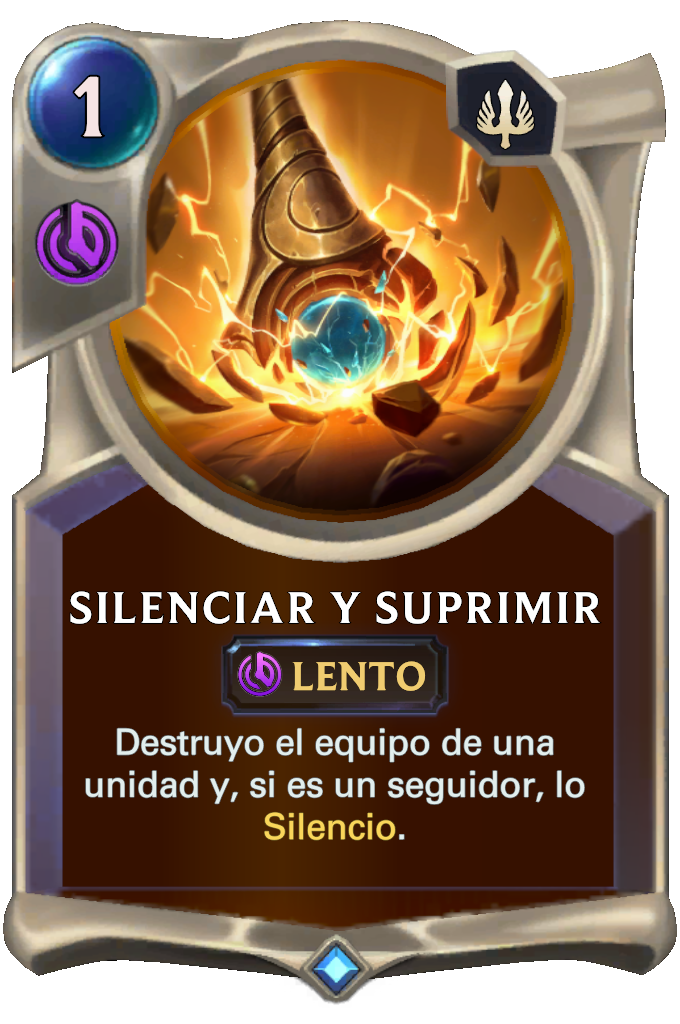 1
SILENCIAR Y SUPRIMIR
LENTO
Destruyo el equipo de una
unidad y, si es un seguidor, lo
Silencio.